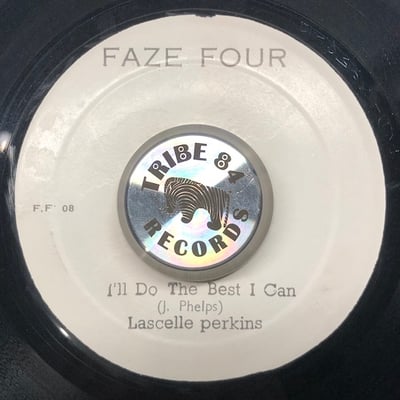 FAZE FOUR
TRIBE 84
RECORDS
F.F' 08
I'll Do The Best I Can
(J. Phelps)
Lascelle perkins